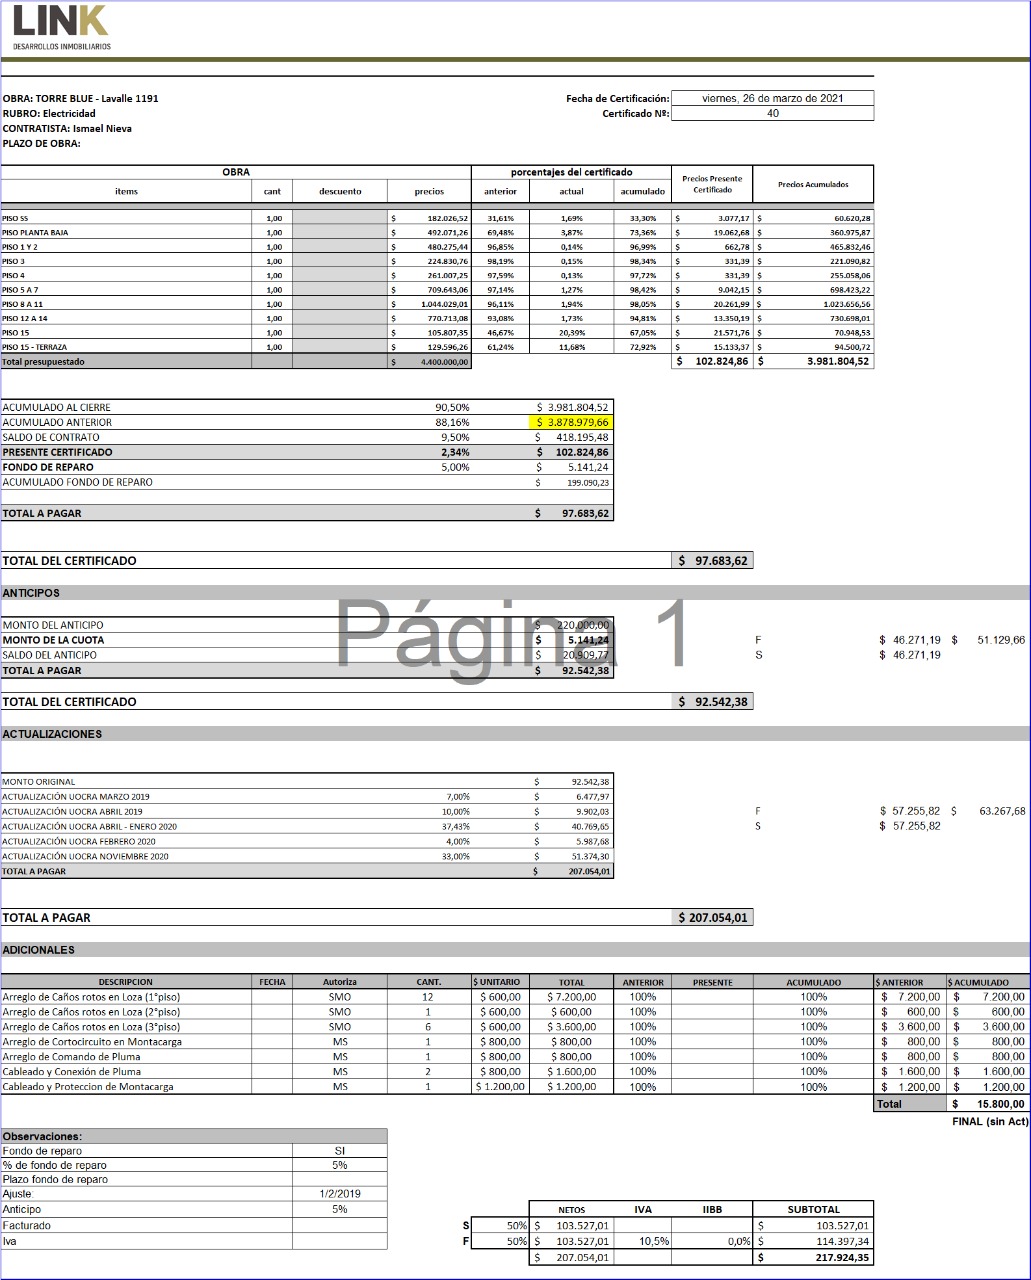 LINK
DESARROLLOS INMOBILIARIOS
OBRA: TORRE BLUE - Lavalle 1191
RUBRO: Electricidad
CONTRATISTA: Ismael Nieva
PLAZO DE OBRA:
Fecha de Certificación: viernes, 26 de marzo de 2021
Certificado Nº: 40
OBRA porcentajes del certificado Precios Presente Certificado Precios Acumulados
items cant descuento precios anterior actual acumulado
PISO SS 1,00 $ 182.026,52 31,61% 1,69% 33,30% $ 3.077,17 $ 60.620,28
PISO PLANTA BAJA 1,00 $ 492.071,26 69,48% 3,87% 73,36% $ 19.062,68 $ 360.975,87
PISO 1 Y 2 1,00 $ 480.275,44 96,85% 0,14% 96,99% $ 662,78 $ 465.832,46
PISO 3 1,00 $ 224.830,76 98,19% 0,15% 98,34% $ 331,39 $ 221.090,82
PISO 4 1,00 $ 261.007,25 97,59% 0,13% 97,72% $ 331,39 $ 255.058,06
PISO 5 A 7 1,00 $ 709.643,06 97,14% 1,27% 98,42% $ 9.042,15 $ 698.423,22
PISO 8 A 11 1,00 $ 1.044.029,01 96,11% 1,94% 98,05% $ 20.261,99 $ 1.023.656,56
PISO 12 A 14 1,00 $ 770.713,08 93,08% 1,73% 94,81% $ 13.350,19 $ 730.698,01
PISO 15 1,00 $ 105.807,35 46,67% 20,39% 67,05% $ 21.571,76 $ 70.948,53
PISO 15 - TERRAZA 1,00 $ 129.596,26 61,24% 11,68% 72,92% $ 15.133,37 $ 94.500,72
Total presupuestado $ 4.400.000,00 $ 102.824,86 $ 3.981.804,52
ACUMULADO AL CIERRE 90,50% $ 3.981.804,52
ACUMULADO ANTERIOR 88,16% $ 3.878.979,66
SALDO DE CONTRATO 9,50% $ 418.195,48
PRESENTE CERTIFICADO 2,34% $ 102.824,86
FONDO DE REPARO 5,00% $ 5.141,24
ACUMULADO FONDO DE REPARO $ 199.090,23
TOTAL A PAGAR $ 97.683,62
TOTAL DEL CERTIFICADO $ 97.683,62
ANTICIPOS
Página 1
MONTO DEL ANTICIPO $ 220.000,00
MONTO DE LA CUOTA $ 5.141,24 F $ 46.271,19 $ 51.129,66
SALDO DEL ANTICIPO $ 20.909,77 S $ 46.271,19
TOTAL A PAGAR $ 92.542,38
TOTAL DEL CERTIFICADO $ 92.542,38
ACTUALIZACIONES
MONTO ORIGINAL $ 92.542,38
ACTUALIZACIÓN UOCRA MARZO 2019 7,00% $ 6.477,97
ACTUALIZACIÓN UOCRA ABRIL 2019 10,00% $ 9.902,03 F $ 57.255,82 $ 63.267,68
ACTUALIZACIÓN UOCRA ABRIL - ENERO 2020 37,43% $ 40.769,65 S $ 57.255,82
ACTUALIZACIÓN UOCRA FEBRERO 2020 4,00% $ 5.987,68
ACTUALIZACIÓN UOCRA NOVIEMBRE 2020 33,00% $ 51.374,30
TOTAL A PAGAR $ 207.054,01
TOTAL A PAGAR $ 207.054,01
ADICIONALES
DESCRIPCION FECHA Autoriza CANT. $ UNITARIO TOTAL ANTERIOR PRESENTE ACUMULADO $ ANTERIOR $ ACUMULADO
Arreglo de Caños rotos en Loza (1°piso) SMO 12 $ 600,00 $ 7.200,00 100% 100% $ 7.200,00 $ 7.200,00
Arreglo de Caños rotos en Loza (2°piso) SMO 1 $ 600,00 $ 600,00 100% 100% $ 600,00 $ 600,00
Arreglo de Caños rotos en Loza (3°piso) SMO 6 $ 600,00 $ 3.600,00 100% 100% $ 3.600,00 $ 3.600,00
Arreglo de Cortocircuito en Montacarga MS 1 $ 800,00 $ 800,00 100% 100% $ 800,00 $ 800,00
Arreglo de Comando de Pluma MS 1 $ 800,00 $ 800,00 100% 100% $ 800,00 $ 800,00
Cableado y Conexión de Pluma MS 2 $ 800,00 $ 1.600,00 100% 100% $ 1.600,00 $ 1.600,00
Cableado y Proteccion de Montacarga MS 1 $ 1.200,00 $ 1.200,00 100% 100% $ 1.200,00 $ 1.200,00
Total $ 15.800,00
FINAL (sin Act)
Observaciones:
Fondo de reparo SI
% de fondo de reparo 5%
Plazo fondo de reparo
Ajuste: 1/2/2019
Anticipo 5%
Facturado
Iva
NETOS IVA IIBB SUBTOTAL
S 50% $ 103.527,01 $ 103.527,01
F 50% $ 103.527,01 10,5% 0,0% $ 114.397,34
$ 207.054,01 $ 217.924,35